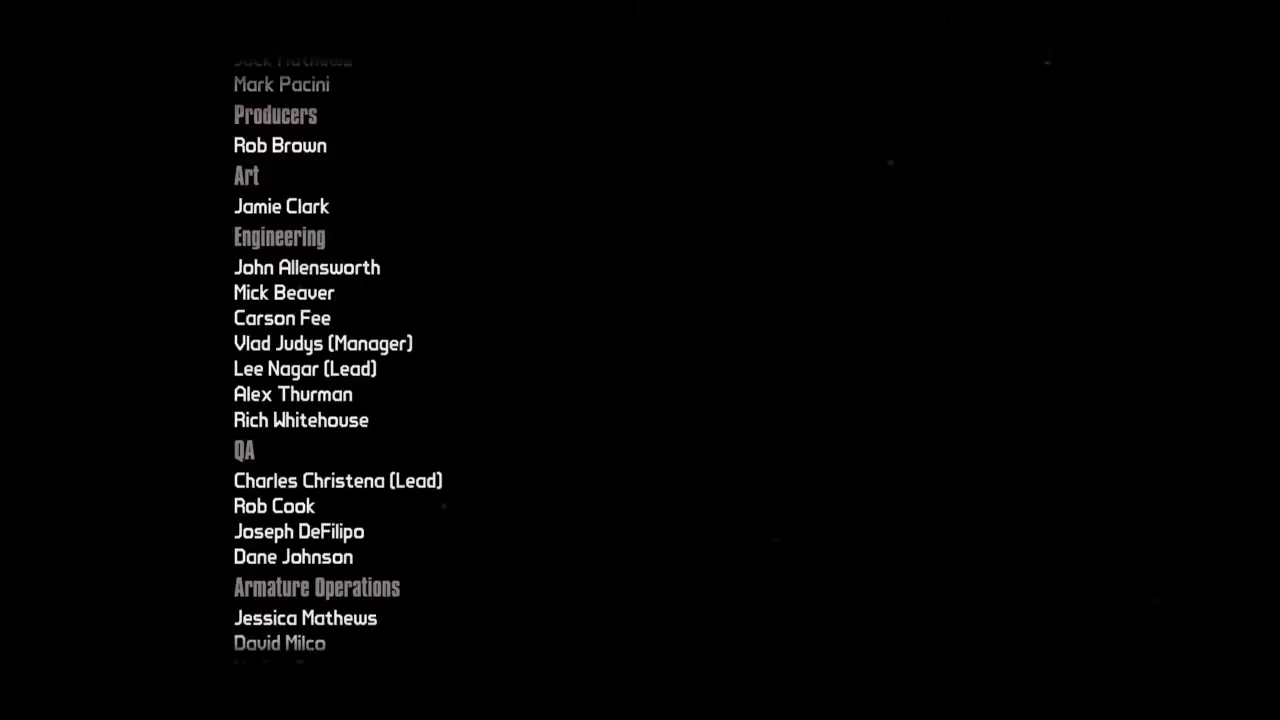 Jack Mathews
Mark Pacini
Producers
Rob Brown
Art
Jamie Clark
Engineering
John Allensworth
Mick Beaver
Carson Fee
Vlad Judys (Manager)
Lee Nagar (Lead)
Alex Thurman
Rich Whitehouse
QA
Charles Christena (Lead)
Rob Cook
Joseph DeFilipo
Dane Johnson
Armature Operations
Jessica Mathews
David Milco